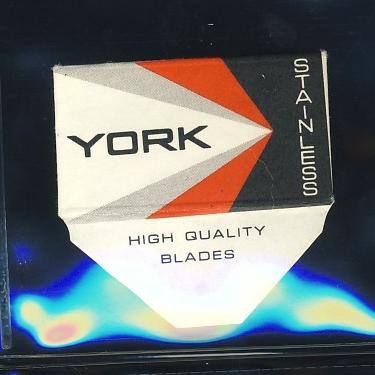 YORK
STAINLESS
HIGH QUALITY
BLADES